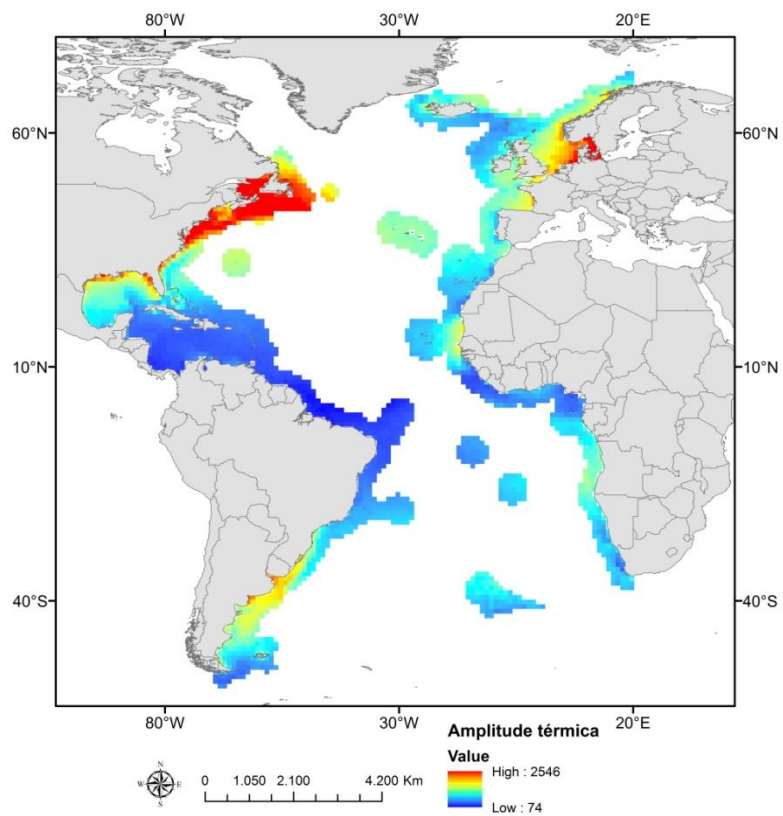 80°W 30°W 20°E
60°N 60°N
10°N 10°N
40°S 40°S
80°W 30°W 20°E
Amplitude térmica
Value
High : 2546
Low : 74
N
W E
S
0 1.050 2.100 4.200 Km